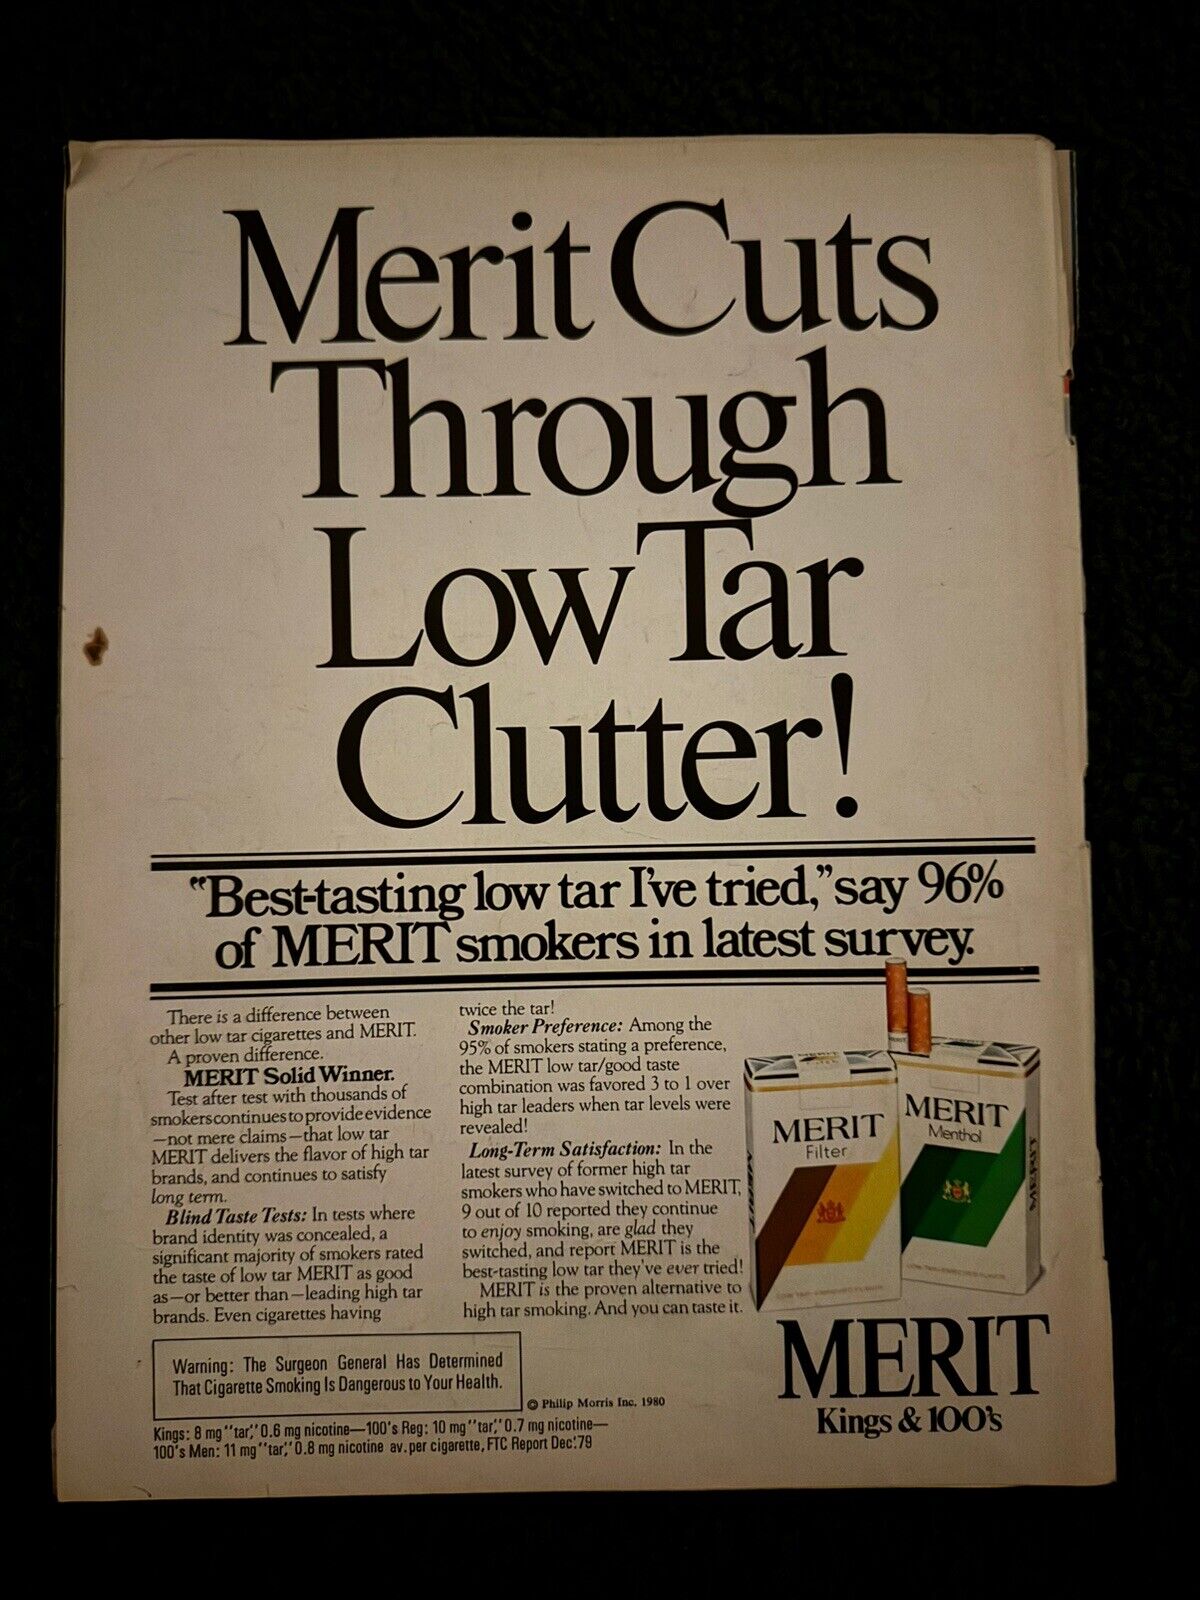 Merit Cuts
Through
Low Tar
Clutter!
"Best-tasting low tar I've tried," say 96%
of MERIT smokers in latest survey.
There is a difference between
other low tar cigarettes and MERIT.
A proven difference.
MERIT Solid Winner.
Test after test with thousands of
smokers continues to provide evidence
—not mere claims—that low tar
MERIT delivers the flavor of high tar
brands, and continues to satisfy
long term.
Blind Taste Tests: In tests where
brand identity was concealed, a
significant majority of smokers rated
the taste of low tar MERIT as good
as—or better than—leading high tar
brands. Even cigarettes having
twice the tar!
Smoker Preference: Among the
95% of smokers stating a preference,
the MERIT low tar/good taste
combination was favored 3 to 1 over
high tar leaders when tar levels were
revealed!
Long-Term Satisfaction: In the
latest survey of former high tar
smokers who have switched to MERIT,
9 out of 10 reported they continue
to enjoy smoking, are glad they
switched, and report MERIT is the
best-tasting low tar they've ever tried!
MERIT is the proven alternative to
high tar smoking. And you can taste it.
MERIT
Filter
MERIT
MERIT
Menthol
MERIT
MERIT
Kings & 100's
Warning: The Surgeon General Has Determined
That Cigarette Smoking Is Dangerous to Your Health.
© Philip Morris Inc. 1980
Kings: 8 mg "tar," 0.6 mg nicotine—100's Reg: 10 mg "tar," 0.7 mg nicotine—
100's Men: 11 mg "tar," 0.8 mg nicotine av. per cigarette, FTC Report Dec.'79